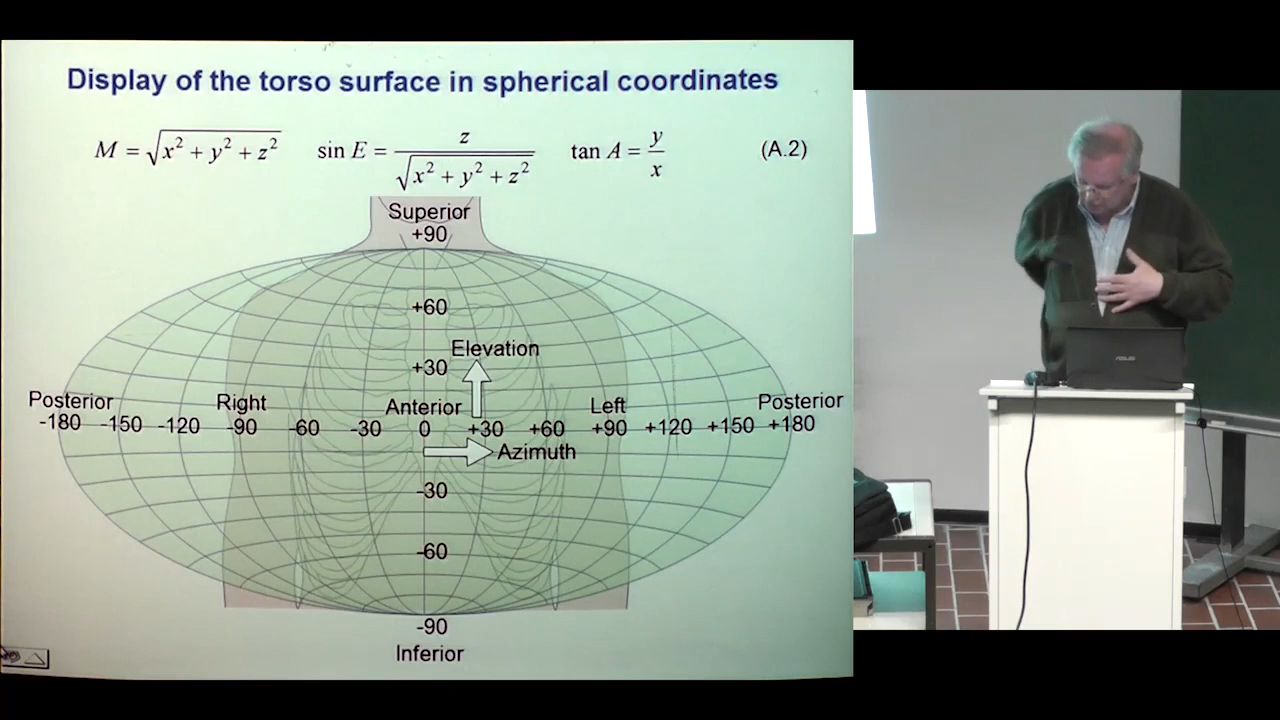 Display of the torso surface in spherical coordinates
M = √x² + y² + z² sin E = z / √x² + y² + z² tan A = y / x (A.2)
Superior
+90
+60
Elevation
+30
Posterior Right Anterior Left Posterior
-180 -150 -120 -90 -60 -30 0 +30 +60 +90 +120 +150 +180
Azimuth
-30
-60
-90
Inferior
ASUS